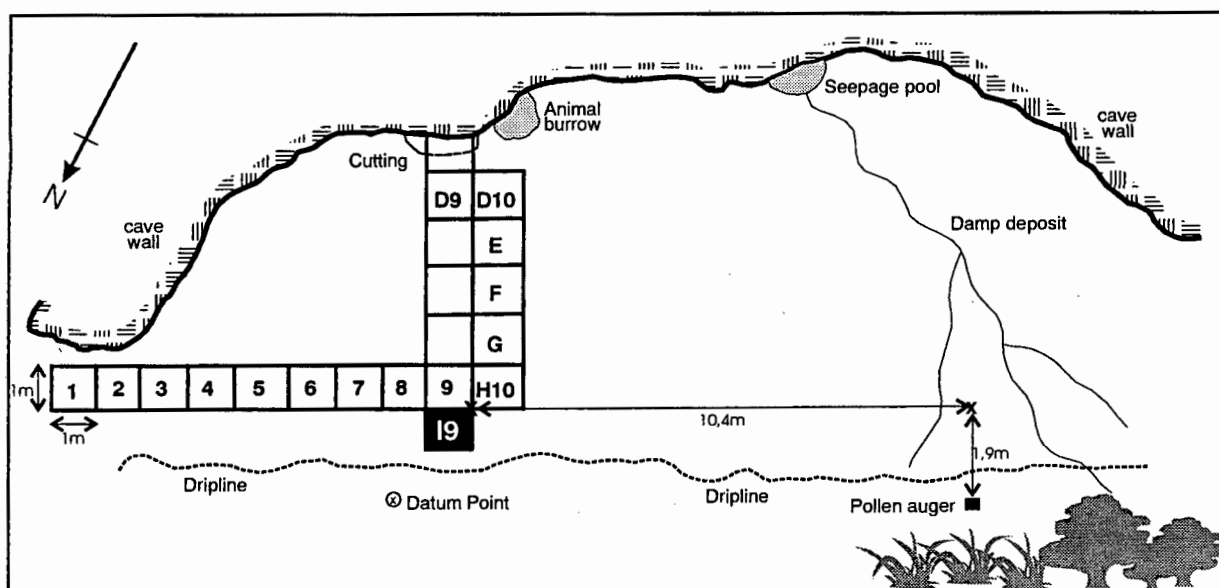 N
Animal
burrow
Seepage pool
cave
wall
Cutting
cave
wall
D9 D10
Damp deposit
E
F
G
1m
1 2 3 4 5 6 7 8 9 H10
1m
I9
10,4m
1,9m
Dripline
Datum Point
Dripline
Pollen auger